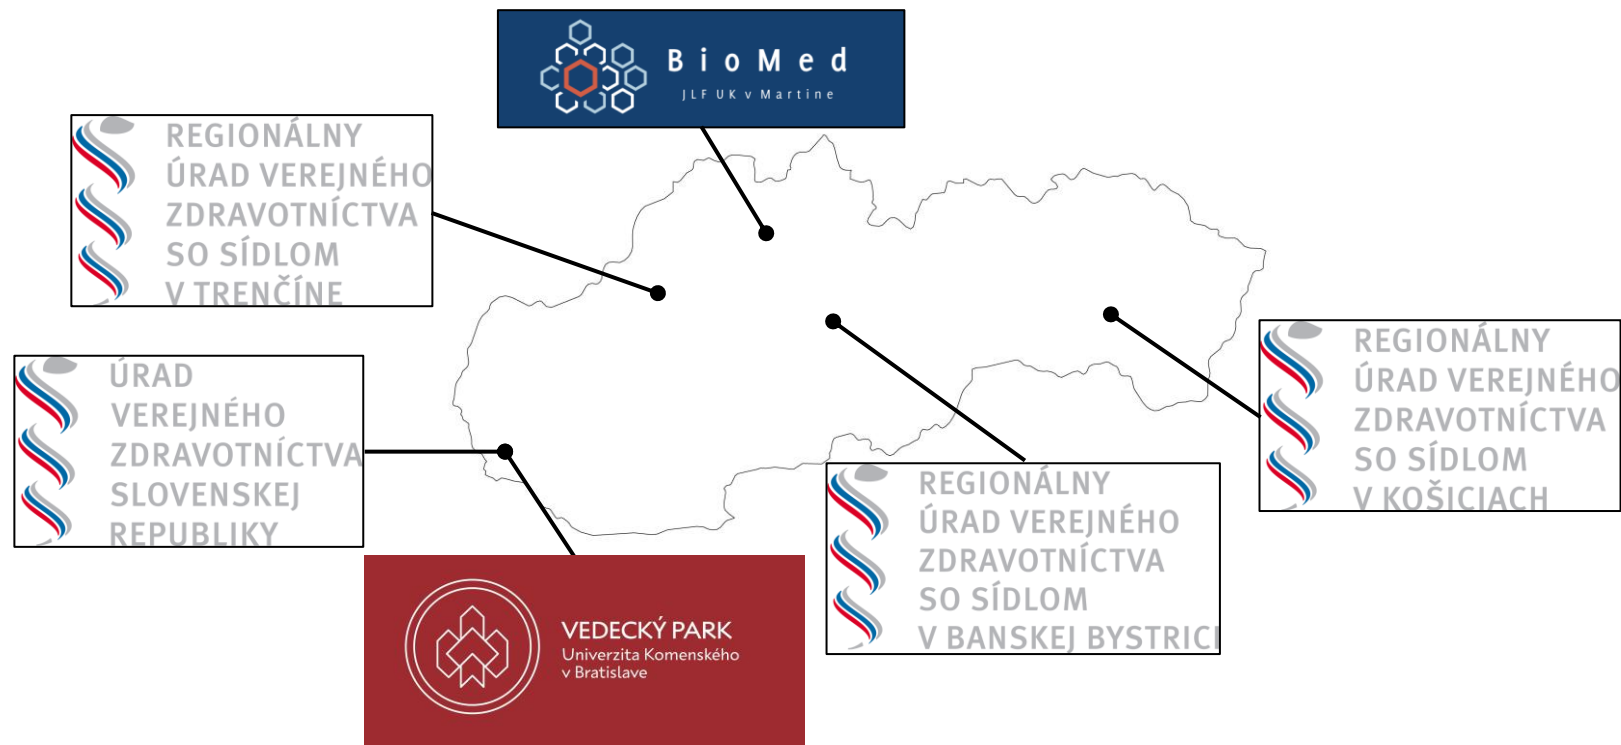 BioMed
JLF UK v Martine
REGIONÁLNY
ÚRAD VEREJNÉHO
ZDRAVOTNÍCTVA
SO SÍDLOM
V TRENČÍNE
ÚRAD
VEREJNÉHO
ZDRAVOTNÍCTVA
SLOVENSKEJ
REPUBLIKY
VEDECKÝ PARK
Univerzita Komenského
v Bratislave
REGIONÁLNY
ÚRAD VEREJNÉHO
ZDRAVOTNÍCTVA
SO SÍDLOM
V BANSKEJ BYSTRICI
REGIONÁLNY
ÚRAD VEREJNÉHO
ZDRAVOTNÍCTVA
SO SÍDLOM
V KOŠICIACH